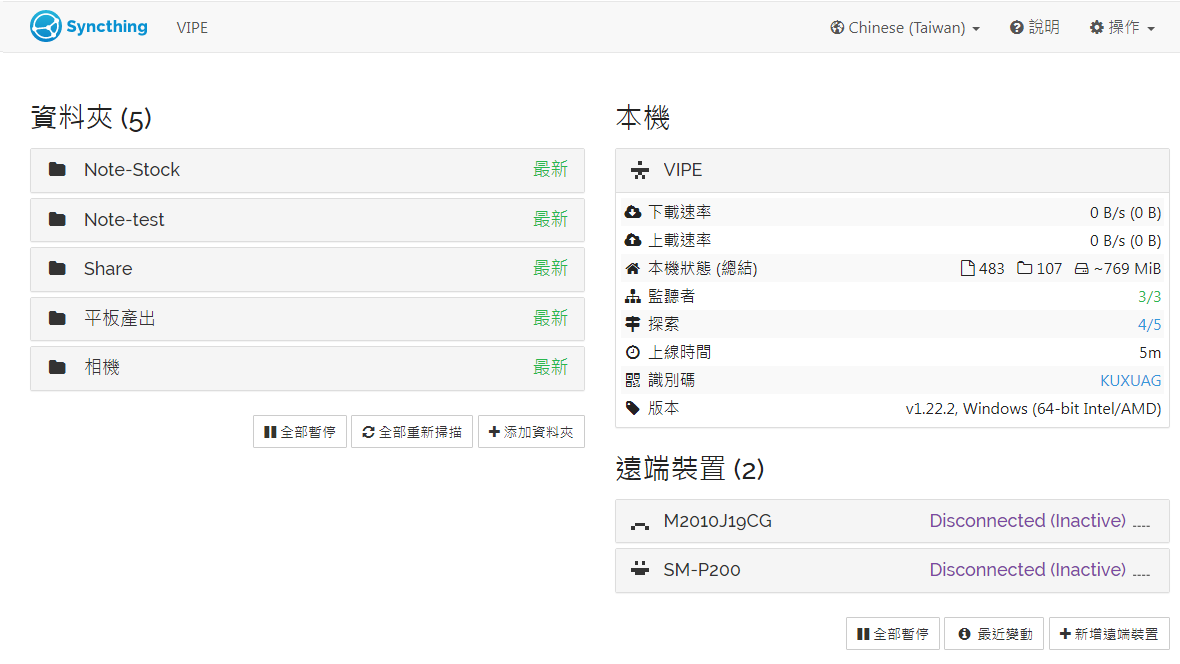 Syncthing VIPE Chinese (Taiwan) 說明 操作
資料夾 (5)
Note-Stock 最新
Note-test 最新
Share 最新
平板產出 最新
相機 最新
全部暫停 全部重新掃描 添加資料夾
本機
VIPE
下載速率 0 B/s (0 B)
上載速率 0 B/s (0 B)
本機狀態 (總結) 483 107 ~769 MiB
監聽者 3/3
探索 4/5
上線時間 5m
識別碼 KUXUAG
版本 v1.22.2, Windows (64-bit Intel/AMD)
遠端裝置 (2)
M2010J19CG Disconnected (Inactive)
SM-P200 Disconnected (Inactive)
全部暫停 最近變動 新增遠端裝置